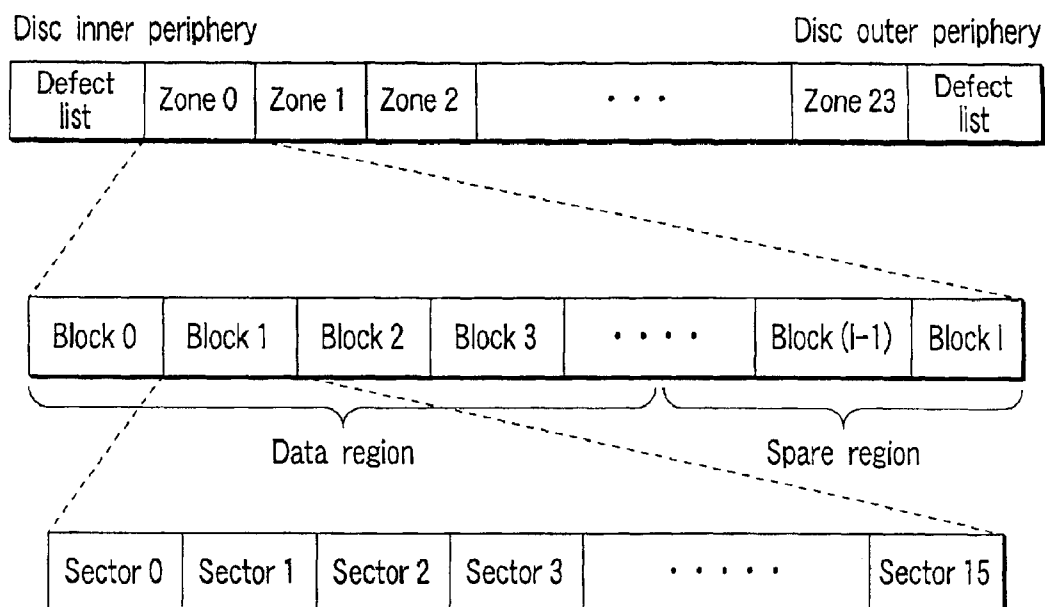 Disc inner periphery Disc outer periphery
Defect list Zone 0 Zone 1 Zone 2 · · · Zone 23 Defect list
Block 0 Block 1 Block 2 Block 3 · · · · Block (I-1) Block I
Data region Spare region
Sector 0 Sector 1 Sector 2 Sector 3 · · · · · Sector 15